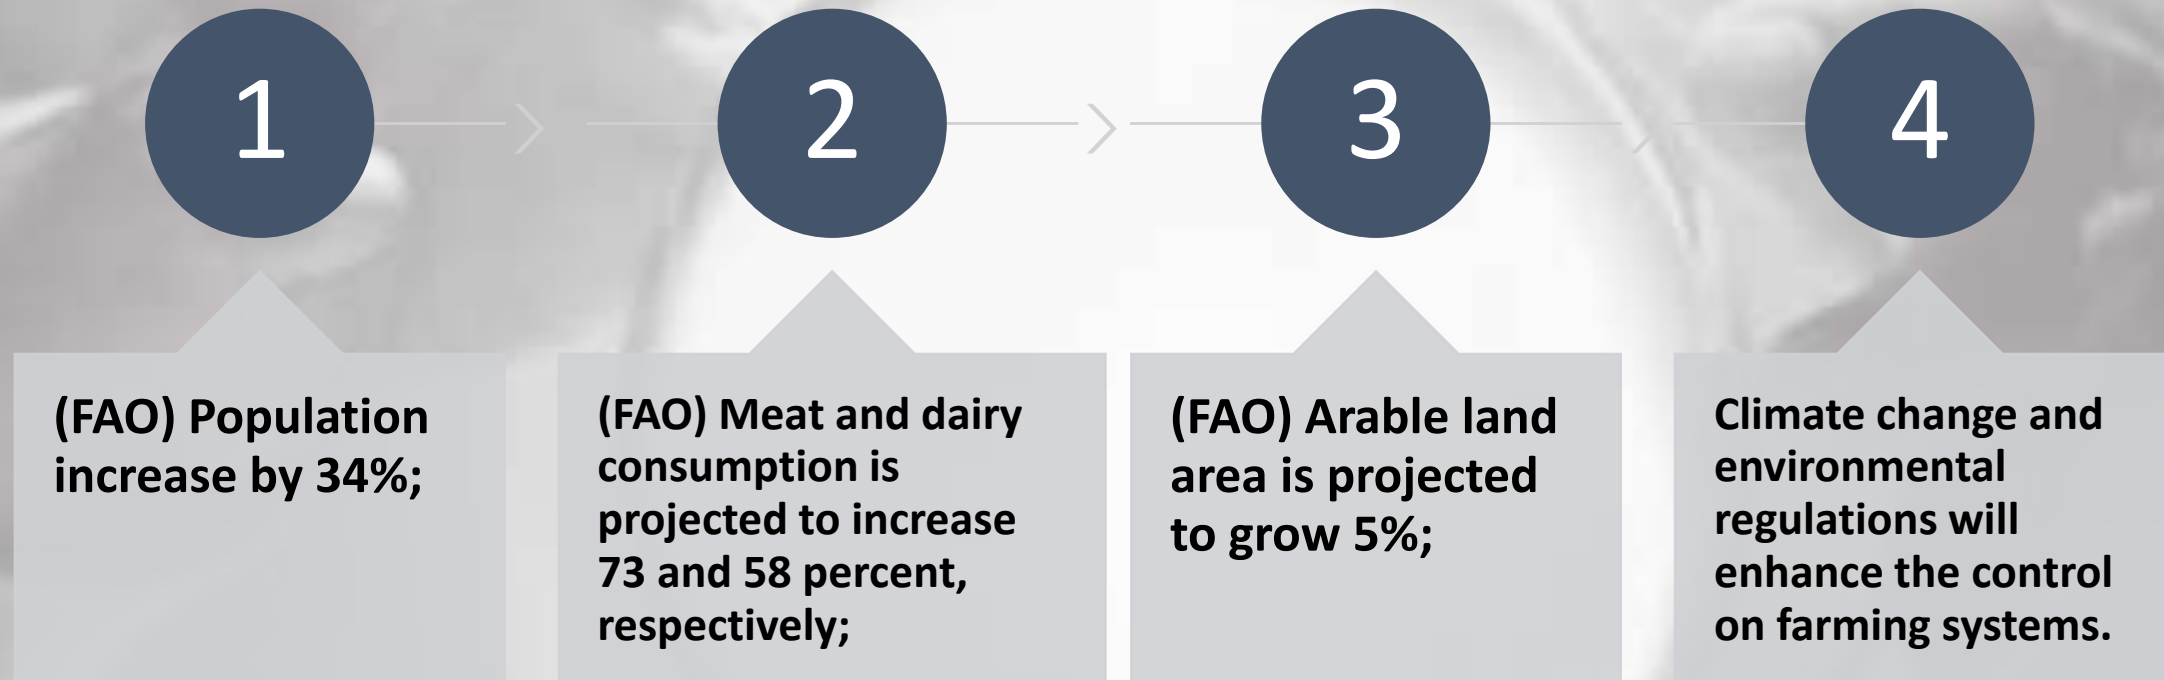 1
2
3
4
(FAO) Population
increase by 34%;
(FAO) Meat and dairy
consumption is
projected to increase
73 and 58 percent,
respectively;
(FAO) Arable land
area is projected
to grow 5%;
Climate change and
environmental
regulations will
enhance the control
on farming systems.